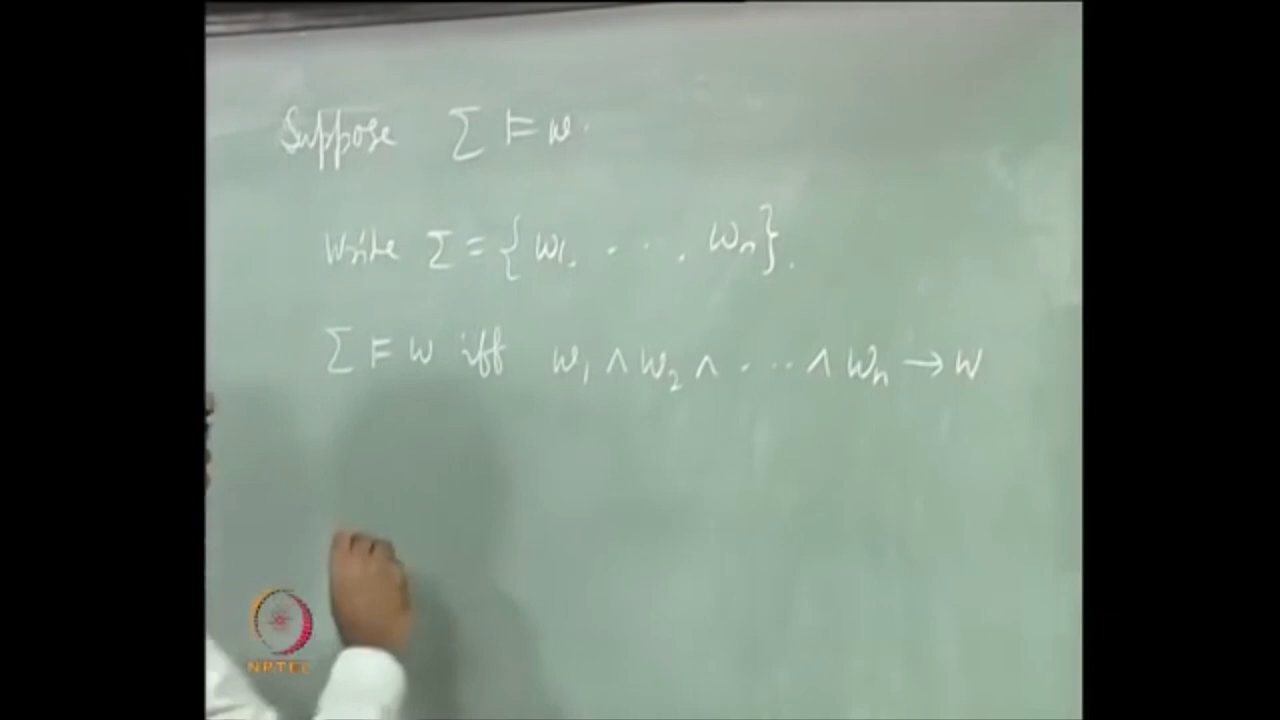 Suppose Σ ⊨ w.
Write Σ = {w₁, . . . , wₙ}.
Σ ⊨ w iff w₁ ∧ w₂ ∧ . . . ∧ wₙ → w
NPTEL